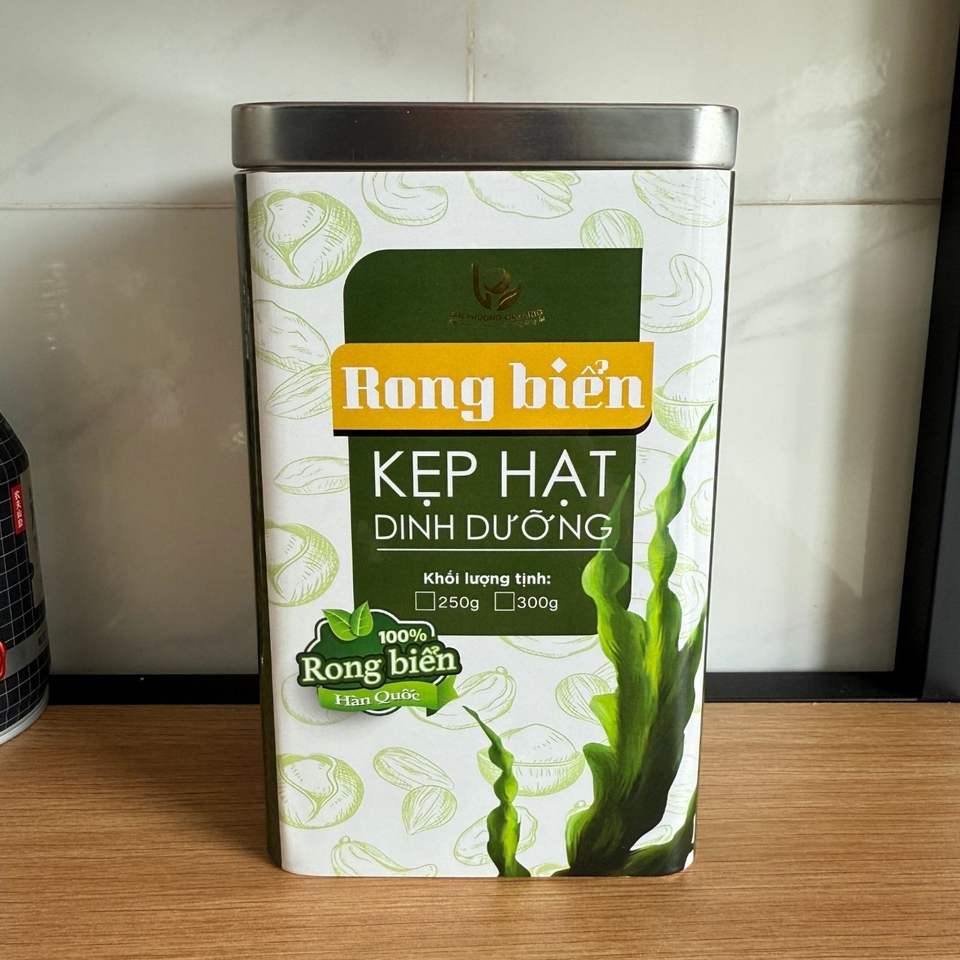 Rong biển
KẸP HẠT
DINH DƯỠNG
Khối lượng tịnh:
250g 300g
100%
Rong biển
Hàn Quốc